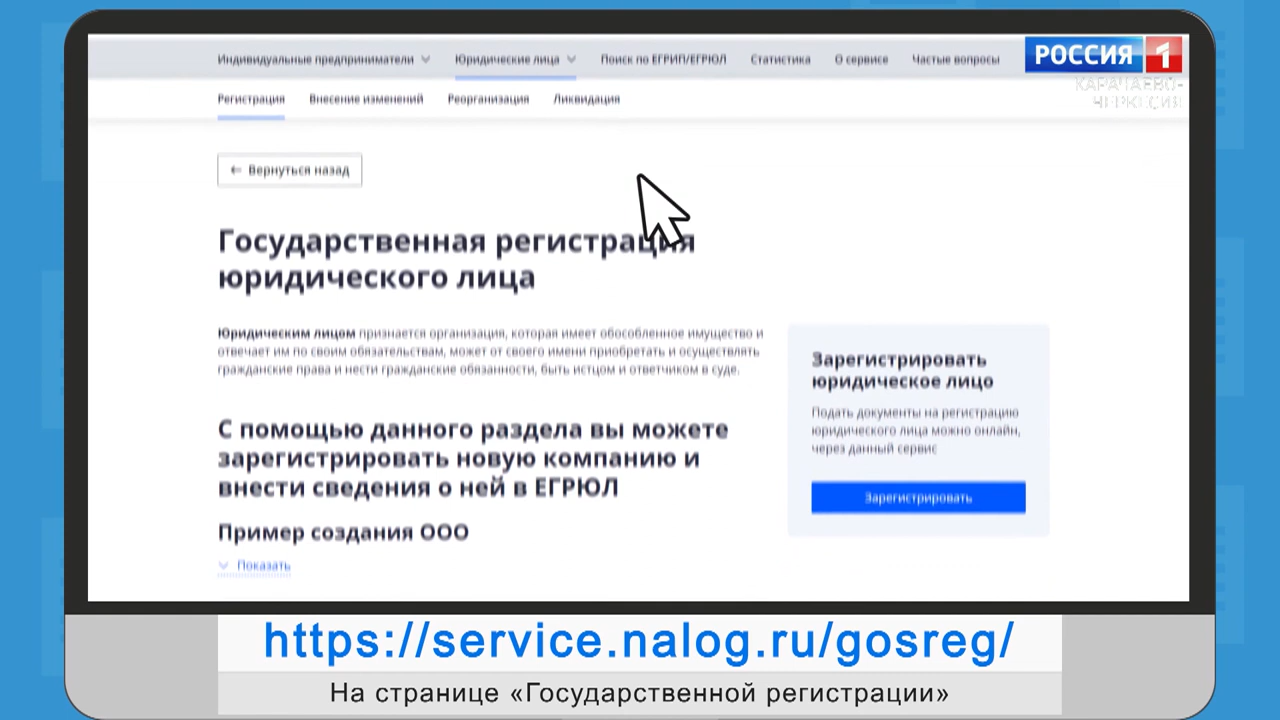 Индивидуальные предприниматели
Юридические лица
Поиск по ЕГРИП/ЕГРЮЛ
Статистика
О сервисе
Частые вопросы
РОССИЯ 1
КАРАЧАЕВО-
ЧЕРКЕСИЯ
Регистрация
Внесение изменений
Реорганизация
Ликвидация
← Вернуться назад
Государственная регистрация
юридического лица
Юридическим лицом признается организация, которая имеет обособленное имущество и
отвечает им по своим обязательствам, может от своего имени приобретать и осуществлять
гражданские права и нести гражданские обязанности, быть истцом и ответчиком в суде.
Зарегистрировать
юридическое лицо
Подать документы на регистрацию
юридического лица можно онлайн,
через данный сервис
Зарегистрировать
С помощью данного раздела вы можете
зарегистрировать новую компанию и
внести сведения о ней в ЕГРЮЛ
Пример создания ООО
Показать
https://service.nalog.ru/gosreg/
На странице «Государственной регистрации»